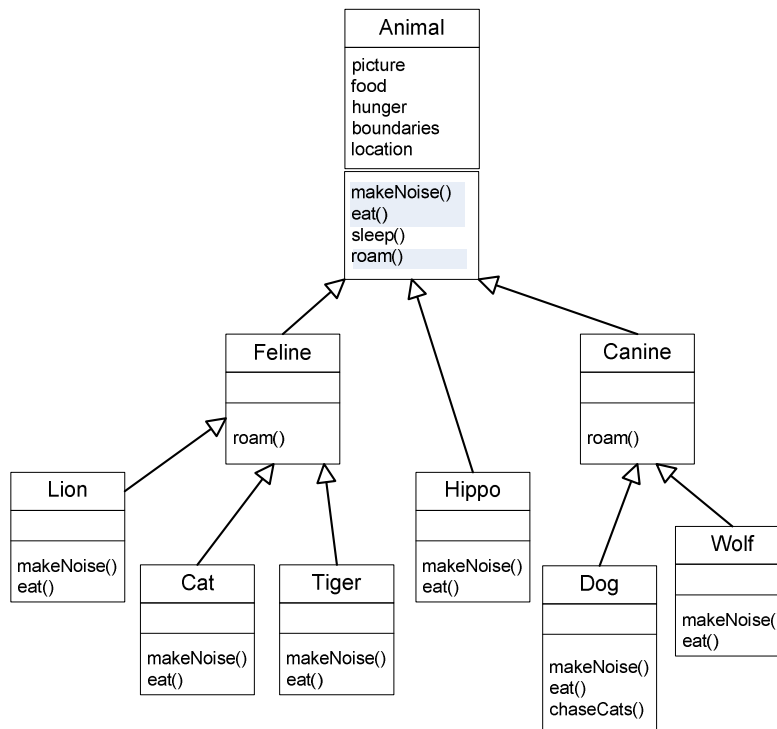 Animal
picture
food
hunger
boundaries
location
makeNoise()
eat()
sleep()
roam()
Feline
roam()
Canine
roam()
Lion
makeNoise()
eat()
Cat
makeNoise()
eat()
Tiger
makeNoise()
eat()
Hippo
makeNoise()
eat()
Dog
makeNoise()
eat()
chaseCats()
Wolf
makeNoise(
eat()